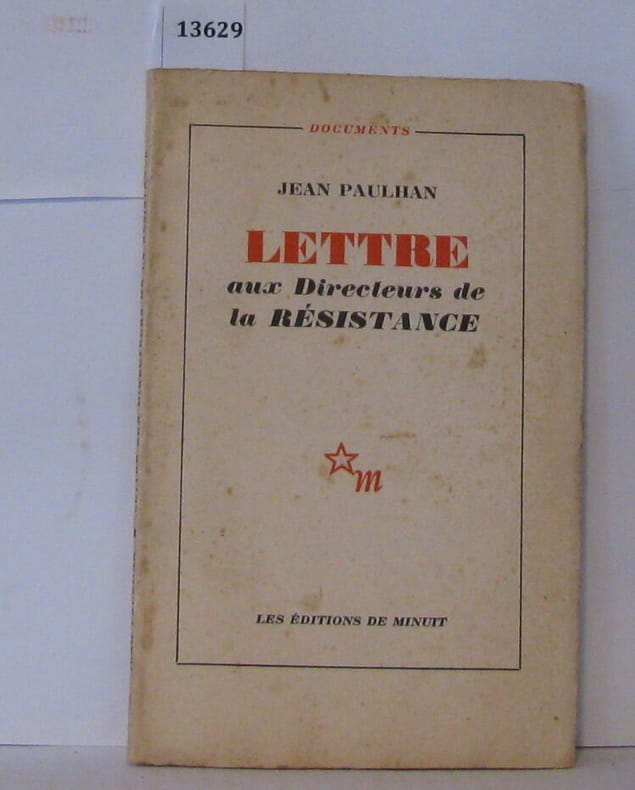 13629
DOCUMENTS
JEAN PAULHAN
LETTRE
aux Directeurs de
la RÉSISTANCE
m
LES ÉDITIONS DE MINUIT